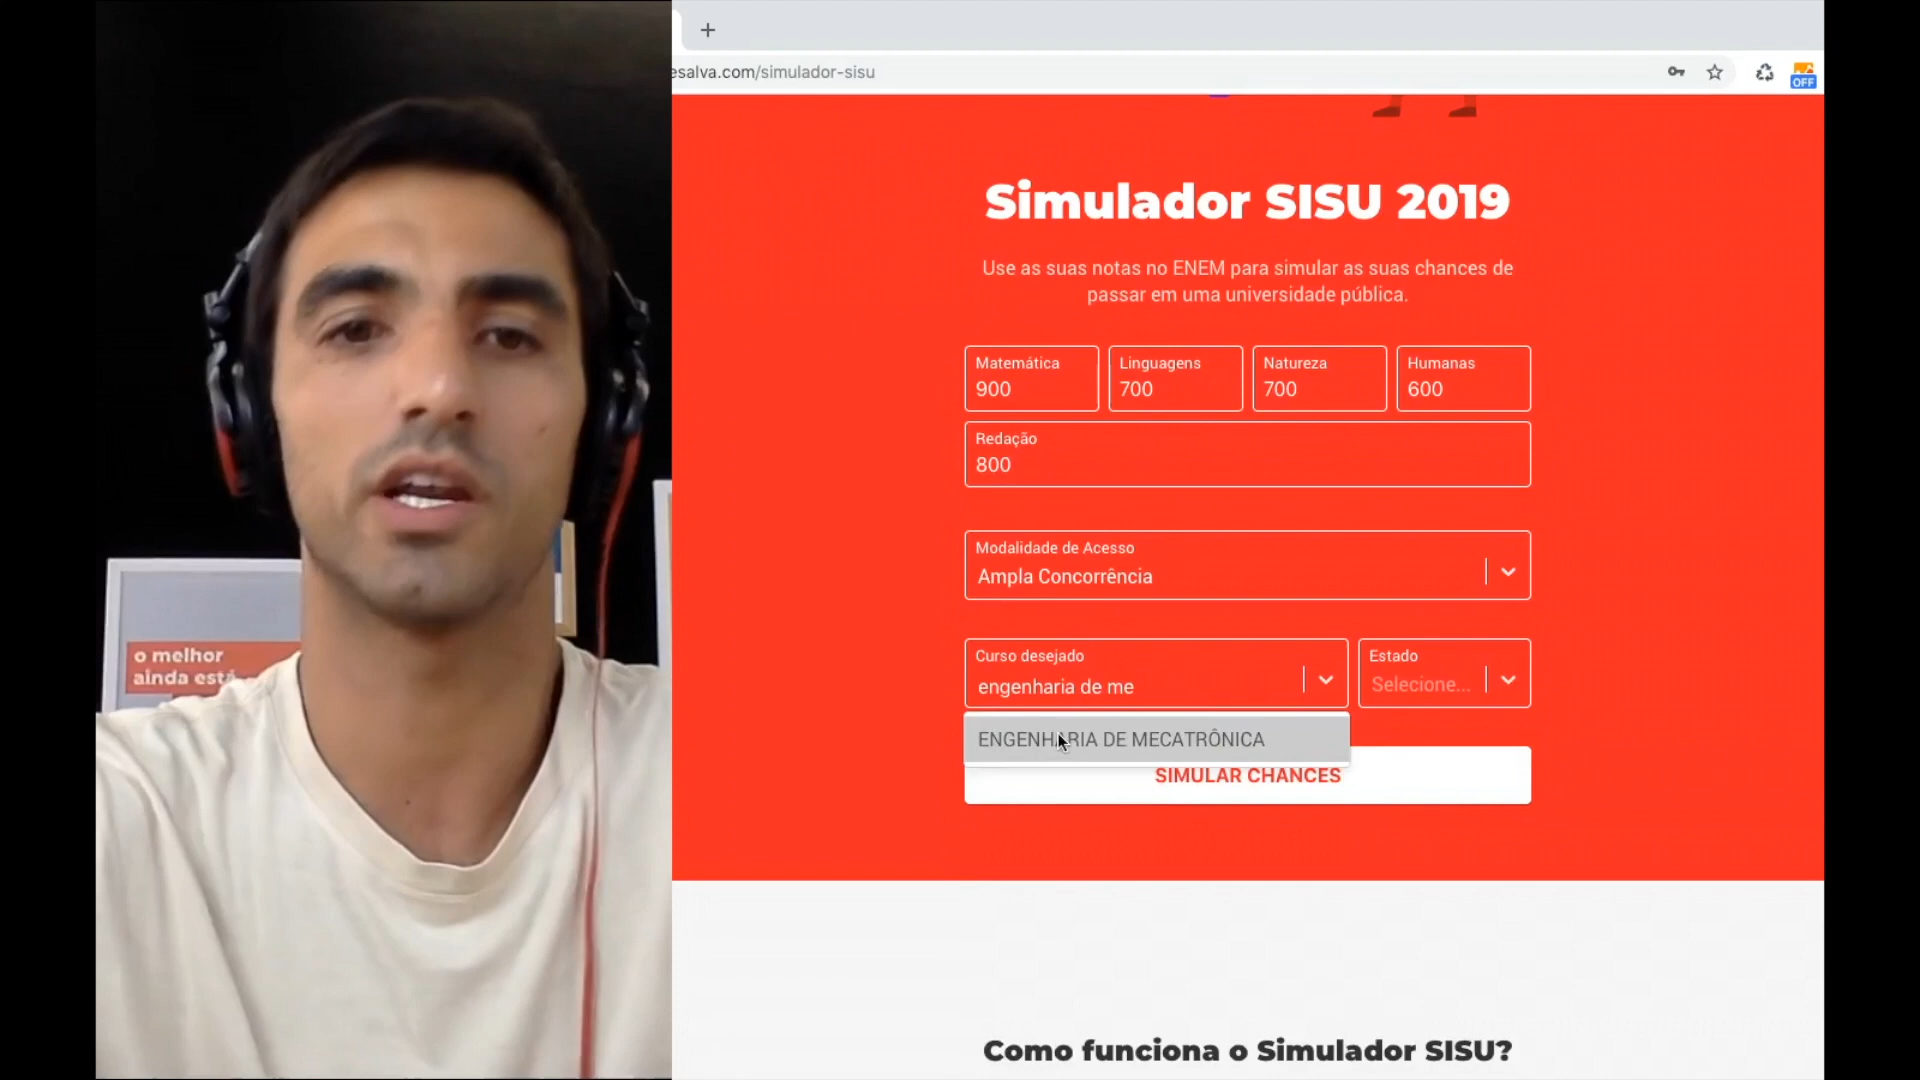 o melhor
ainda está
esalva.com/simulador-sisu
OFF
Simulador SISU 2019
Use as suas notas no ENEM para simular as suas chances de
passar em uma universidade pública.
Matemática
900
Linguagens
700
Natureza
700
Humanas
600
Redação
800
Modalidade de Acesso
Ampla Concorrência
Curso desejado
engenharia de me
Estado
Selecione...
ENGENHARIA DE MECATRÔNICA
SIMULAR CHANCES
Como funciona o Simulador SISU?